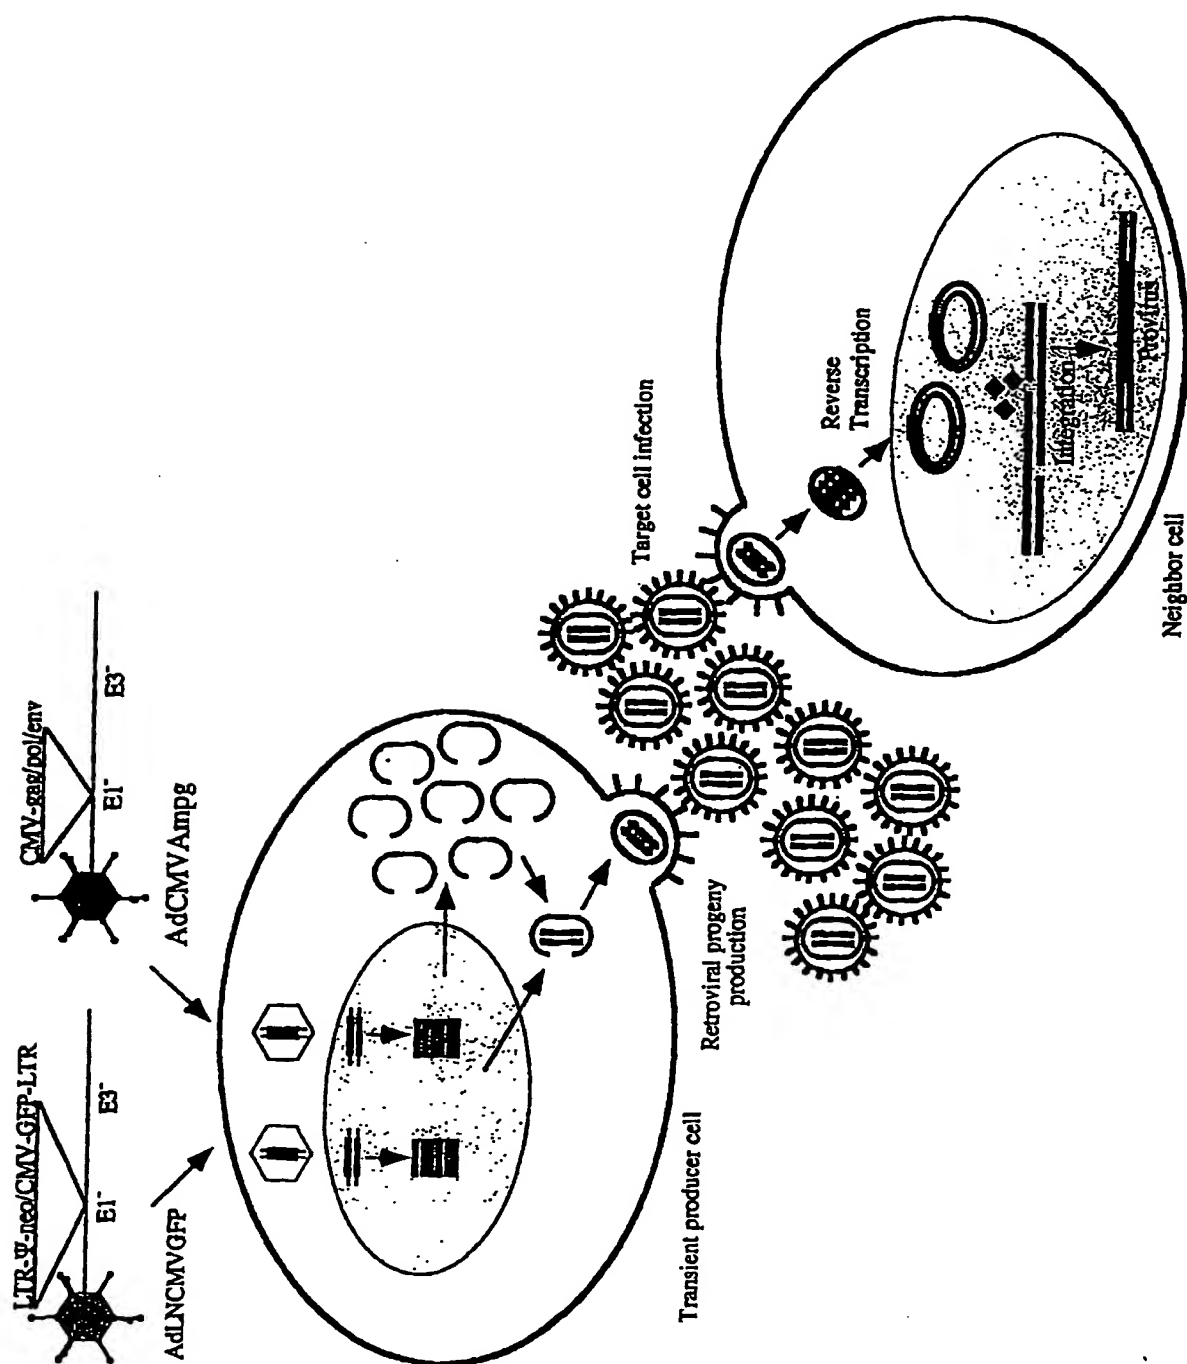 LTR-Ψ-neo/CMV-GFP-LTR
E1⁻ E3⁻
AdLNCMVGFP
CMV-gag/pol/env
E1⁻ E3⁻
AdCMVAmpg
Transient producer cell
Retroviral progeny
production
Target cell infection
Reverse
Transcription
Integration
Provirus
Neighbor cell